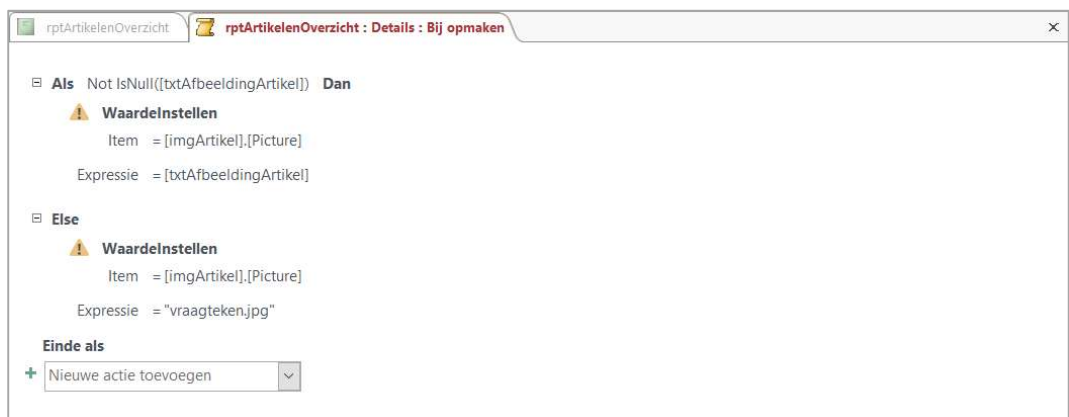 rptArtikelenOverzicht rptArtikelenOverzicht : Details : Bij opmaken ×
Als Not IsNull([txtAfbeeldingArtikel]) Dan
WaardeInstellen
Item = [imgArtikel].[Picture]
Expressie = [txtAfbeeldingArtikel]
Else
WaardeInstellen
Item = [imgArtikel].[Picture]
Expressie = "vraagteken.jpg"
Einde als
Nieuwe actie toevoegen